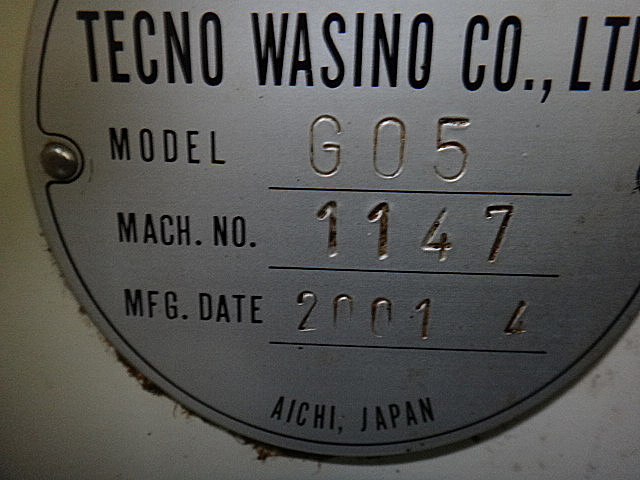 TECNO WASINO CO., LTD
MODEL G05
MACH. NO. 1147
MFG. DATE 2001 4
AICHI, JAPAN